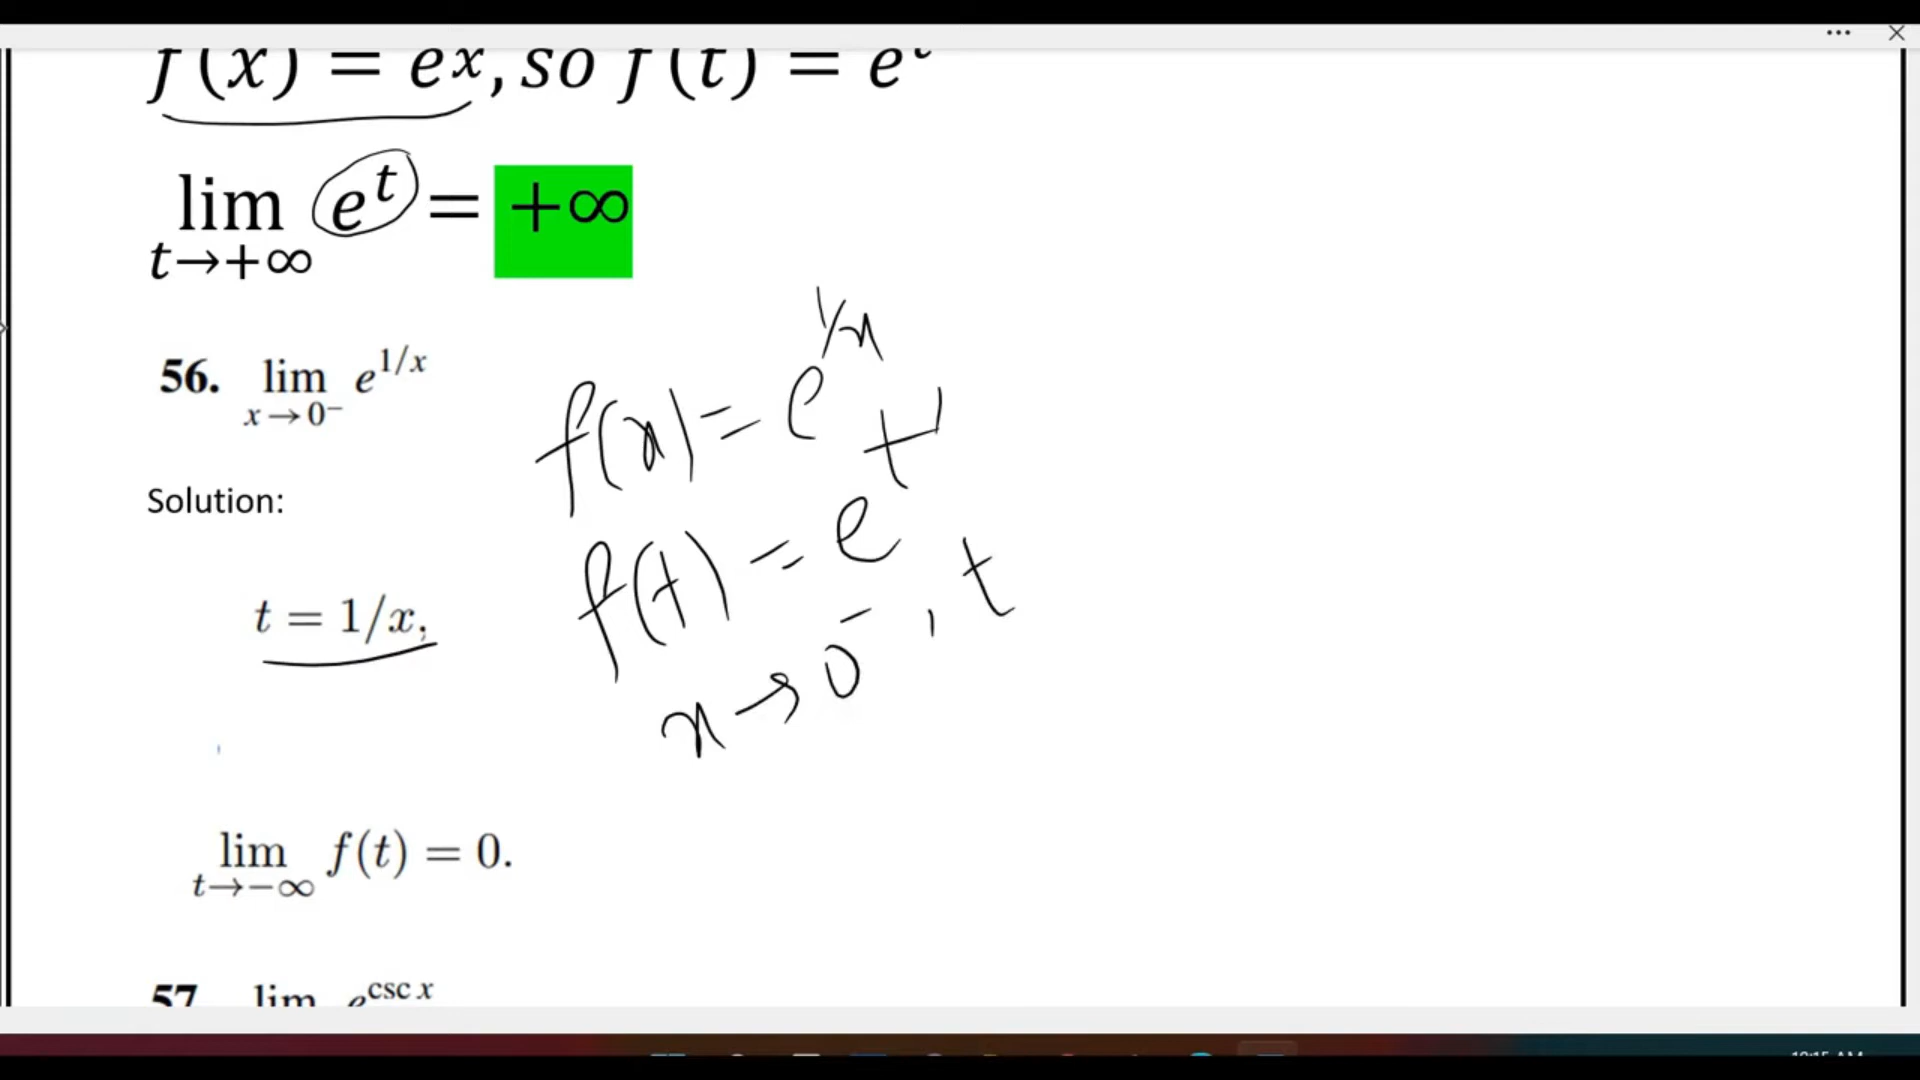 f(x) = ex, so f(t) = e^t
lim e^t = +∞
t→+∞
56. lim e^{1/x}
x→0⁻
f(x) = e^{1/x}
Solution:
f(t) = e^t
t = 1/x,
x → 0⁻, t
lim f(t) = 0.
t→−∞
57 lim e^{csc x}